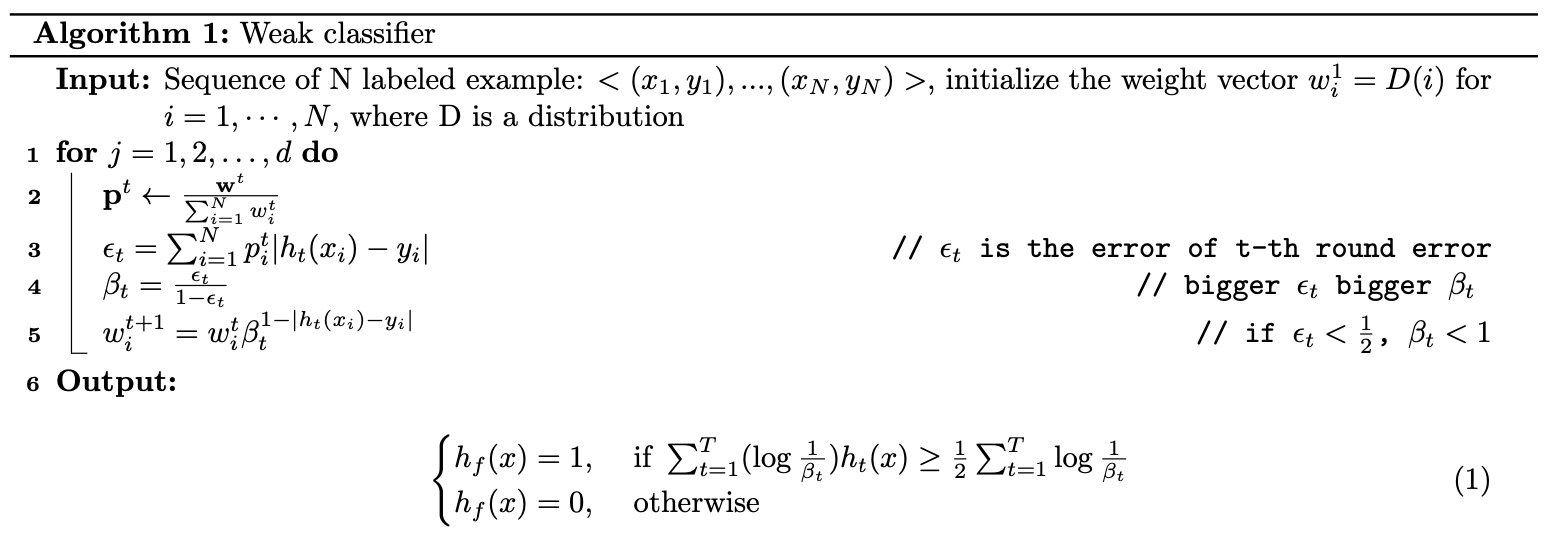 Algorithm 1: Weak classifier
Input: Sequence of N labeled example: < (x₁, y₁), ..., (x_N, y_N) >, initialize the weight vector w_i^1 = D(i) for
i = 1, ⋯ , N, where D is a distribution
1 for j = 1, 2, . . . , d do
2 p^t ← w^t / ∑_{i=1}^N w_i^t
3 ϵ_t = ∑_{i=1}^N p_i^t |h_t(x_i) − y_i| // ϵ_t is the error of t-th round error
4 β_t = ϵ_t / (1−ϵ_t) // bigger ϵ_t bigger β_t
5 w_i^{t+1} = w_i^t β_t^{1−|h_t(x_i)−y_i|} // if ϵ_t < 1/2, β_t < 1
6 Output:
{ h_f(x) = 1, if ∑_{t=1}^T (log 1/β_t)h_t(x) ≥ 1/2 ∑_{t=1}^T log 1/β_t
h_f(x) = 0, otherwise (1)